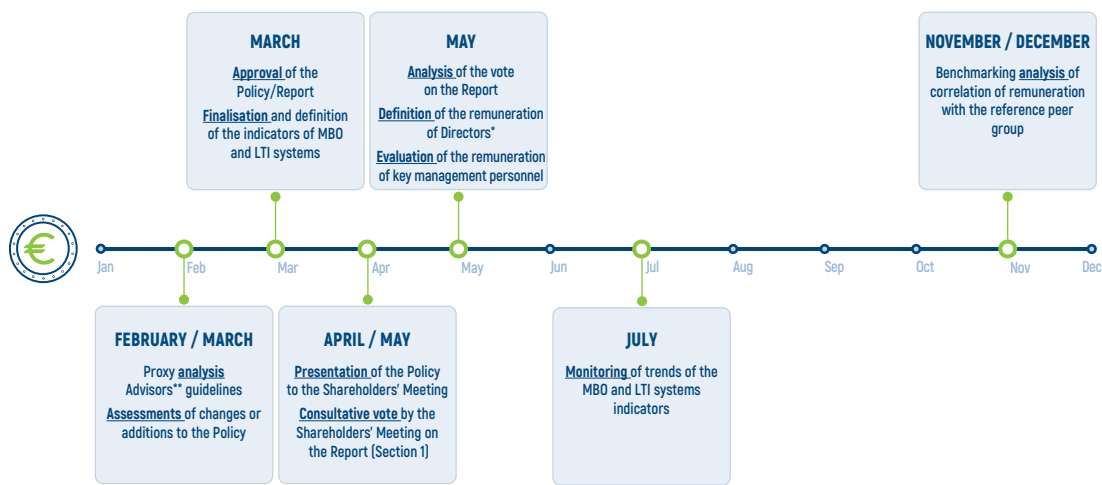 MARCH
Approval of the
Policy/Report
Finalisation and definition
of the indicators of MBO
and LTI systems
MAY
Analysis of the vote
on the Report
Definition of the remuneration
of Directors*
Evaluation of the remuneration
of key management personnel
NOVEMBER / DECEMBER
Benchmarking analysis of
correlation of remuneration
with the reference peer
group
€
Jan
Feb
Mar
Apr
May
Jun
Jul
Aug
Sep
Oct
Nov
Dec
FEBRUARY / MARCH
Proxy analysis
Advisors** guidelines
Assessments of changes or
additions to the Policy
APRIL / MAY
Presentation of the Policy
to the Shareholders' Meeting
Consultative vote by the
Shareholders' Meeting on
the Report (Section 1)
JULY
Monitoring of trends of the
MBO and LTI systems
indicators